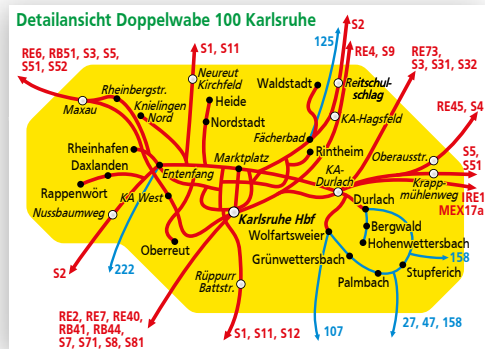 Detailansicht Doppelwabe 100 Karlsruhe
RE6, RB51, S3, S5,
S51, S52
S1, S11
125
S2
RE4, S9
RE73,
S3, S31, S32
RE45, S4
Maxau
Rheinbergstr.
Knielingen
Nord
Neureut
Kirchfeld
Heide
Nordstadt
Waldstadt
Reitschul-
schlag
KA-Hagsfeld
Fächerbad
Rintheim
Rheinhafen
Daxlanden
Rappenwört
Nussbaumweg
Entenfang
KA West
Marktplatz
KA-
Durlach
Oberausstr.
S5,
S51
Krapp-
mühlenweg
IRE1
MEX17a
Karlsruhe Hbf
Durlach
Bergwald
Hohenwettersbach
Wolfartsweier
Grünwettersbach
Palmbach
Stupferich
158
Oberreut
Rüppurr
Battstr.
S2
222
RE2, RE7, RE40,
RB41, RB44,
S7, S71, S8, S81
S1, S11, S12
107
27, 47, 158